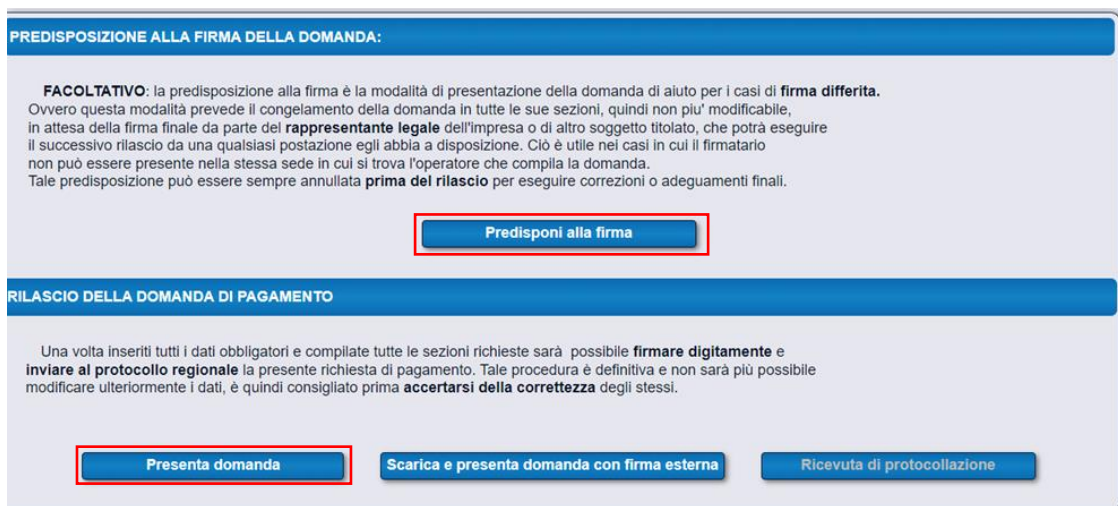 PREDISPOSIZIONE ALLA FIRMA DELLA DOMANDA:
FACOLTATIVO: la predisposizione alla firma è la modalità di presentazione della domanda di aiuto per i casi di firma differita.
Ovvero questa modalità prevede il congelamento della domanda in tutte le sue sezioni, quindi non piu' modificabile,
in attesa della firma finale da parte del rappresentante legale dell'impresa o di altro soggetto titolato, che potrà eseguire
il successivo rilascio da una qualsiasi postazione egli abbia a disposizione. Ciò è utile nei casi in cui il firmatario
non può essere presente nella stessa sede in cui si trova l'operatore che compila la domanda.
Tale predisposizione può essere sempre annullata prima del rilascio per eseguire correzioni o adeguamenti finali.
Predisponi alla firma
RILASCIO DELLA DOMANDA DI PAGAMENTO
Una volta inseriti tutti i dati obbligatori e compilate tutte le sezioni richieste sarà possibile firmare digitamente e
inviare al protocollo regionale la presente richiesta di pagamento. Tale procedura è definitiva e non sarà più possibile
modificare ulteriormente i dati, è quindi consigliato prima accertarsi della correttezza degli stessi.
Presenta domanda
Scarica e presenta domanda con firma esterna
Ricevuta di protocollazione